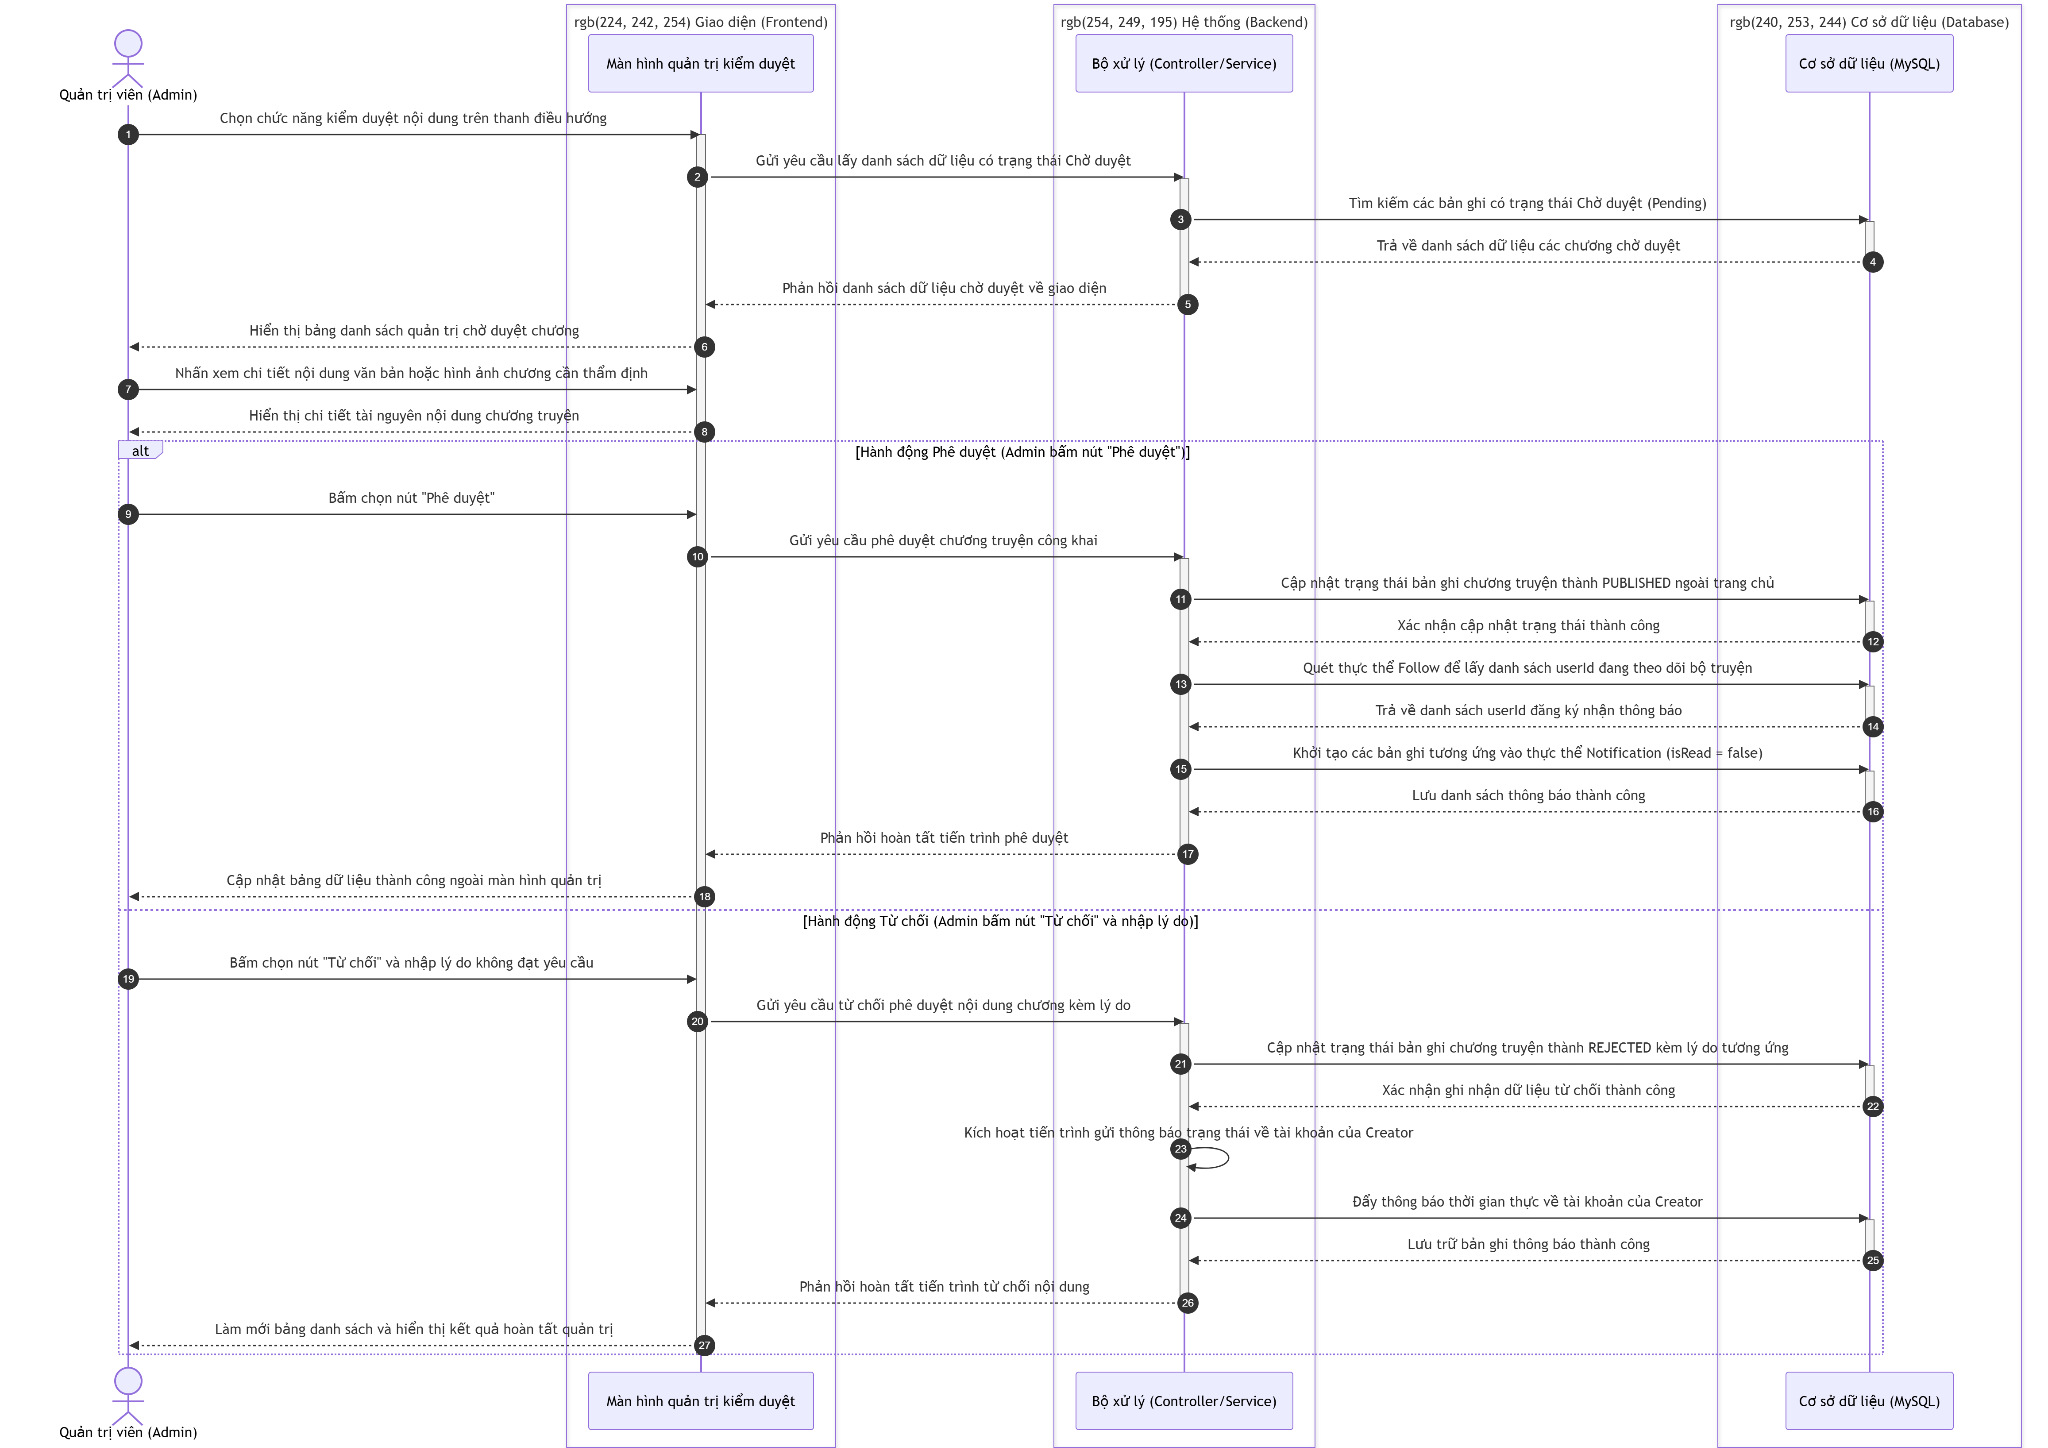 rgb(224, 242, 254) Giao diện (Frontend)
rgb(254, 249, 195) Hệ thống (Backend)
rgb(240, 253, 244) Cơ sở dữ liệu (Database)
Quản trị viên (Admin)
Màn hình quản trị kiểm duyệt
Bộ xử lý (Controller/Service)
Cơ sở dữ liệu (MySQL)
Chọn chức năng kiểm duyệt nội dung trên thanh điều hướng
1
Gửi yêu cầu lấy danh sách dữ liệu có trạng thái Chờ duyệt
2
Tìm kiếm các bản ghi có trạng thái Chờ duyệt (Pending)
3
Trả về danh sách dữ liệu các chương chờ duyệt
4
Phản hồi danh sách dữ liệu chờ duyệt về giao diện
5
Hiển thị bảng danh sách quản trị chờ duyệt chương
6
Nhấn xem chi tiết nội dung văn bản hoặc hình ảnh chương cần thẩm định
7
Hiển thị chi tiết tài nguyên nội dung chương truyện
8
alt
[Hành động Phê duyệt (Admin bấm nút "Phê duyệt")]
Bấm chọn nút "Phê duyệt"
9
Gửi yêu cầu phê duyệt chương truyện công khai
10
Cập nhật trạng thái bản ghi chương truyện thành PUBLISHED ngoài trang chủ
11
Xác nhận cập nhật trạng thái thành công
12
Quét thực thể Follow để lấy danh sách userId đang theo dõi bộ truyện
13
Trả về danh sách userId đăng ký nhận thông báo
14
Khởi tạo các bản ghi tương ứng vào thực thể Notification (isRead = false)
15
Lưu danh sách thông báo thành công
16
Phản hồi hoàn tất tiến trình phê duyệt
17
Cập nhật bảng dữ liệu thành công ngoài màn hình quản trị
18
[Hành động Từ chối (Admin bấm nút "Từ chối" và nhập lý do)]
Bấm chọn nút "Từ chối" và nhập lý do không đạt yêu cầu
19
Gửi yêu cầu từ chối phê duyệt nội dung chương kèm lý do
20
Cập nhật trạng thái bản ghi chương truyện thành REJECTED kèm lý do tương ứng
21
Xác nhận ghi nhận dữ liệu từ chối thành công
22
Kích hoạt tiến trình gửi thông báo trạng thái về tài khoản của Creator
23
Đẩy thông báo thời gian thực về tài khoản của Creator
24
Lưu trữ bản ghi thông báo thành công
25
Phản hồi hoàn tất tiến trình từ chối nội dung
26
Làm mới bảng danh sách và hiển thị kết quả hoàn tất quản trị
27
Quản trị viên (Admin)
Màn hình quản trị kiểm duyệt
Bộ xử lý (Controller/Service)
Cơ sở dữ liệu (MySQL)